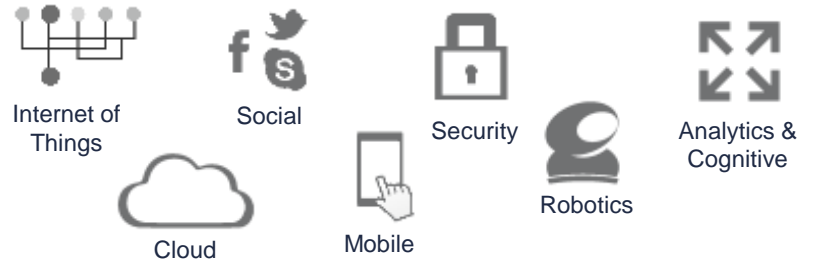 Internet of
Things
Social
Security
Analytics &
Cognitive
Cloud
Mobile
Robotics